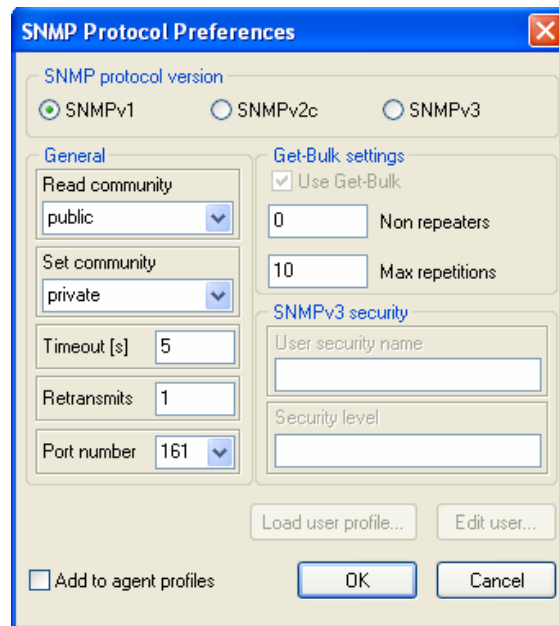 SNMP Protocol Preferences
SNMP protocol version
SNMPv1 SNMPv2c SNMPv3
General
Read community
public
Set community
private
Timeout [s] 5
Retransmits 1
Port number 161
Get-Bulk settings
Use Get-Bulk
0 Non repeaters
10 Max repetitions
SNMPv3 security
User security name
Security level
Load user profile... Edit user...
Add to agent profiles OK Cancel